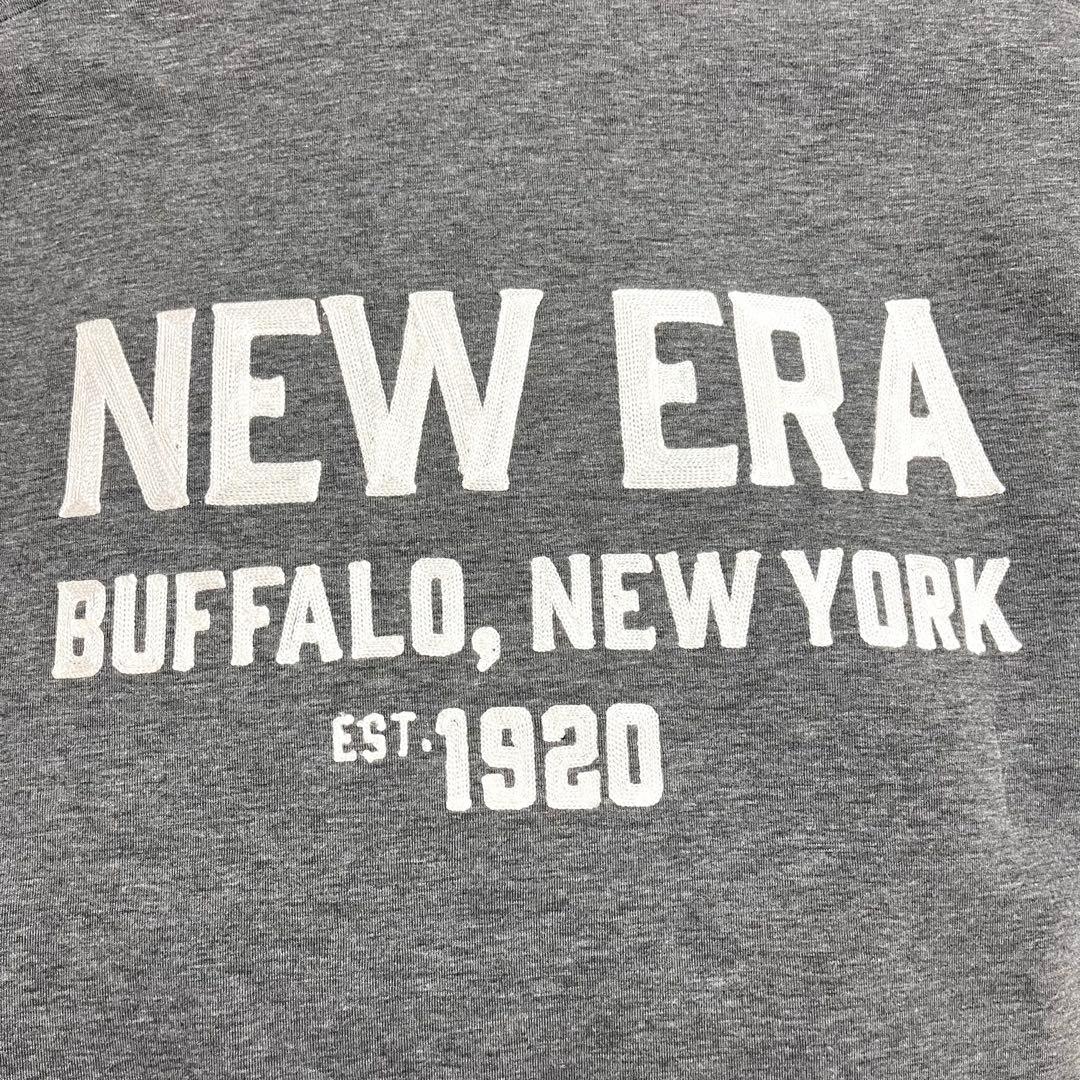 NEW ERA
BUFFALO, NEW YORK
EST. 1920